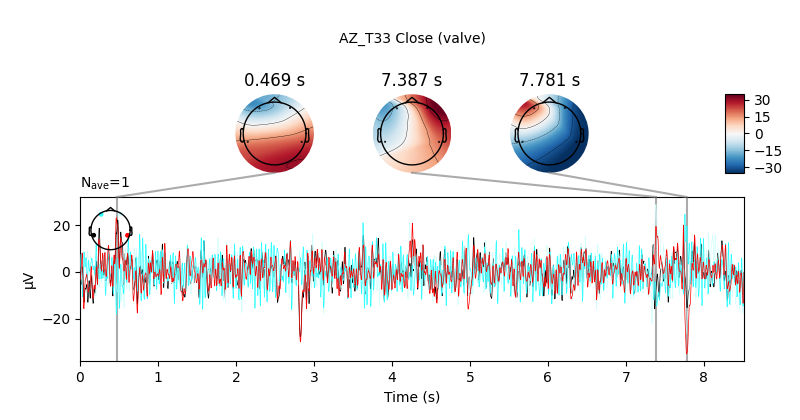 AZ_T33 Close (valve)
0.469 s 7.387 s 7.781 s
30
15
0
−15
−30
Nave=1
20
0
−20
µV
0 1 2 3 4 5 6 7 8
Time (s)